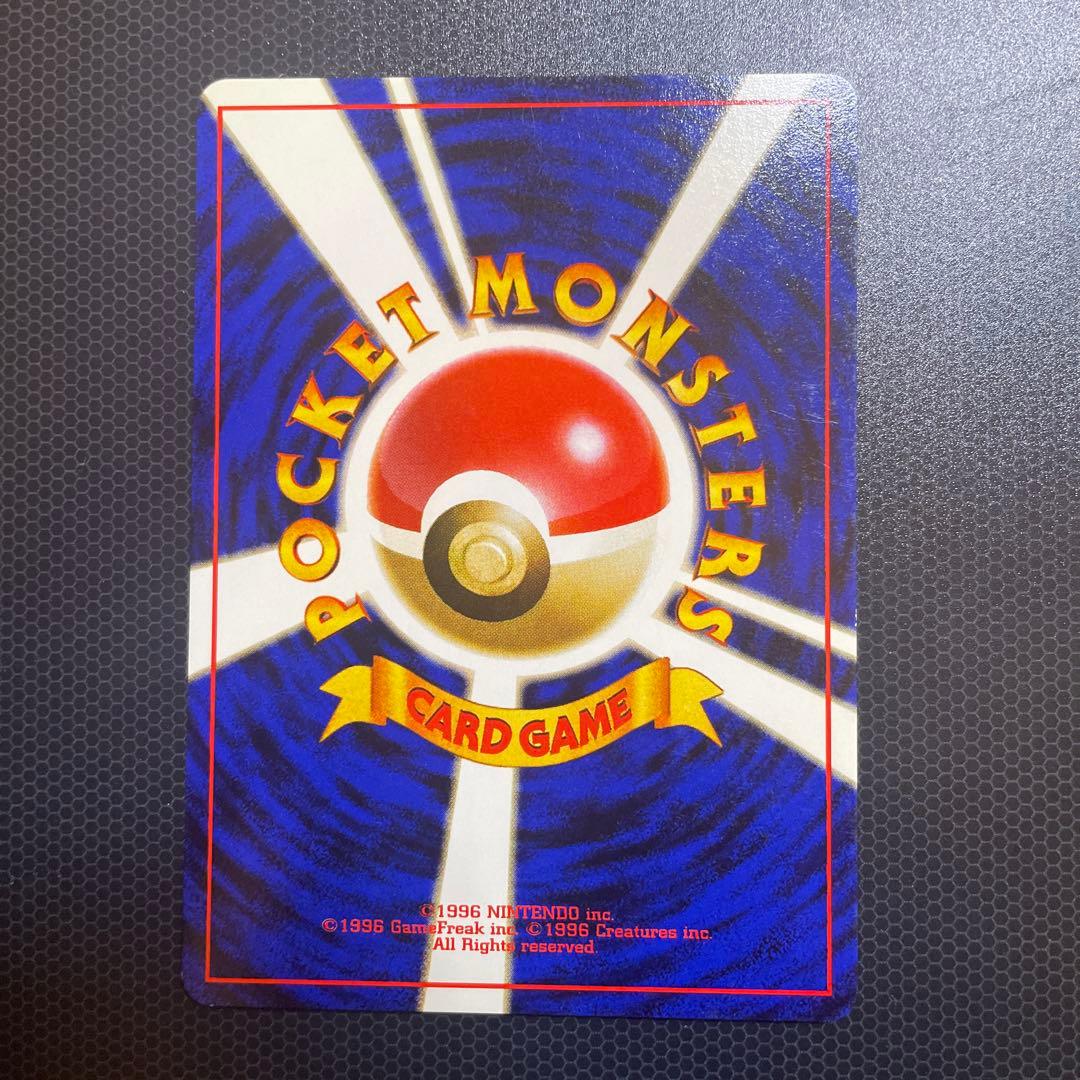 POCKET MONSTERS
CARD GAME
©1996 NINTENDO inc.
©1996 GameFreak inc. ©1996 Creatures inc.
All Rights reserved.